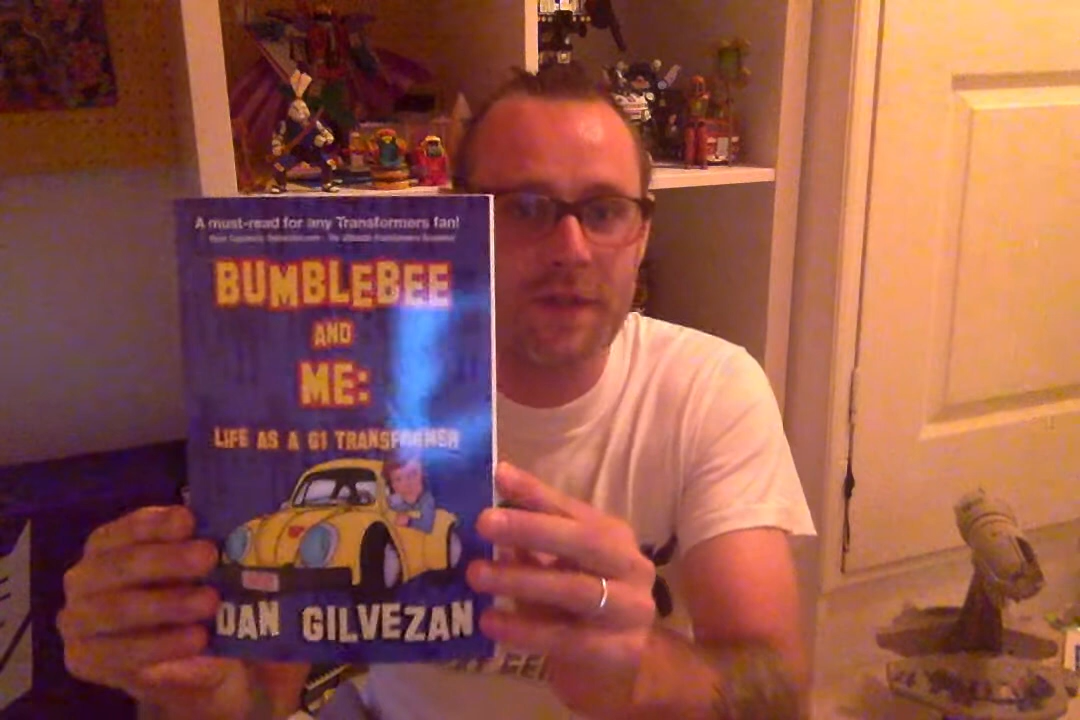 A must-read for any Transformers fan!
BUMBLEBEE
AND
ME:
LIFE AS A G1 TRANSFORMER
DAN GILVEZAN